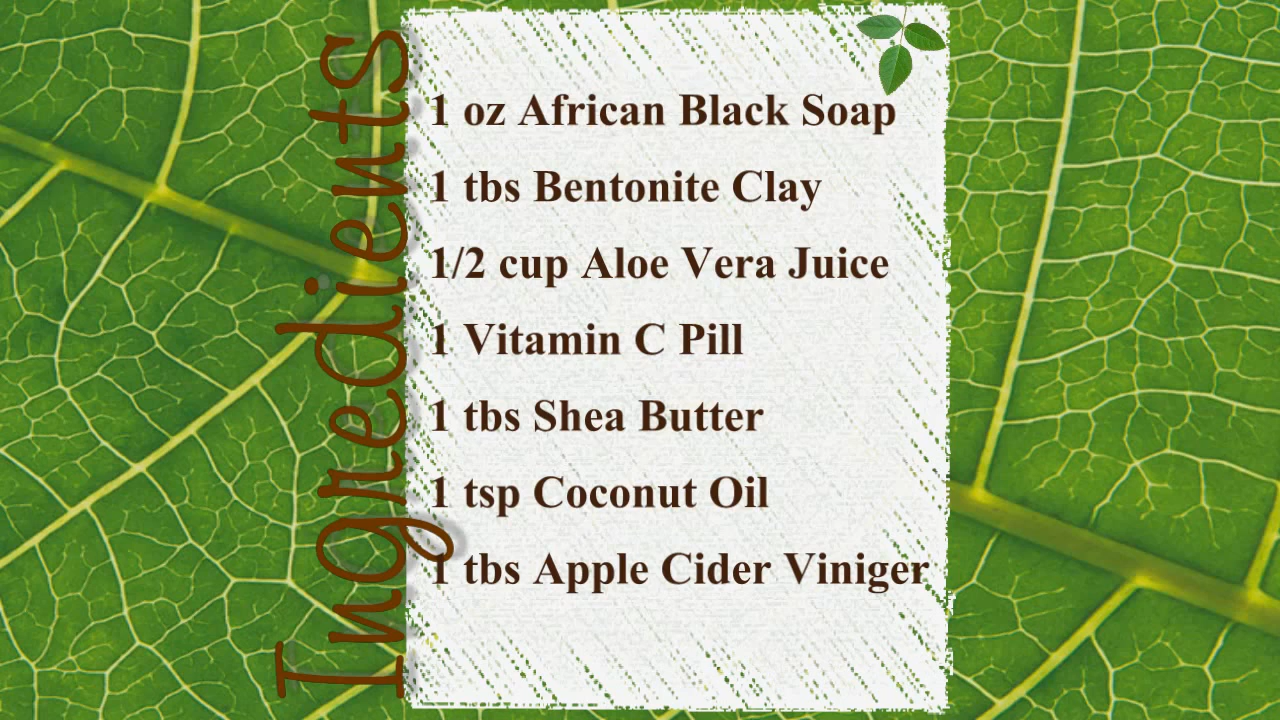 Ingredients
1 oz African Black Soap
1 tbs Bentonite Clay
1/2 cup Aloe Vera Juice
1 Vitamin C Pill
1 tbs Shea Butter
1 tsp Coconut Oil
1 tbs Apple Cider Viniger